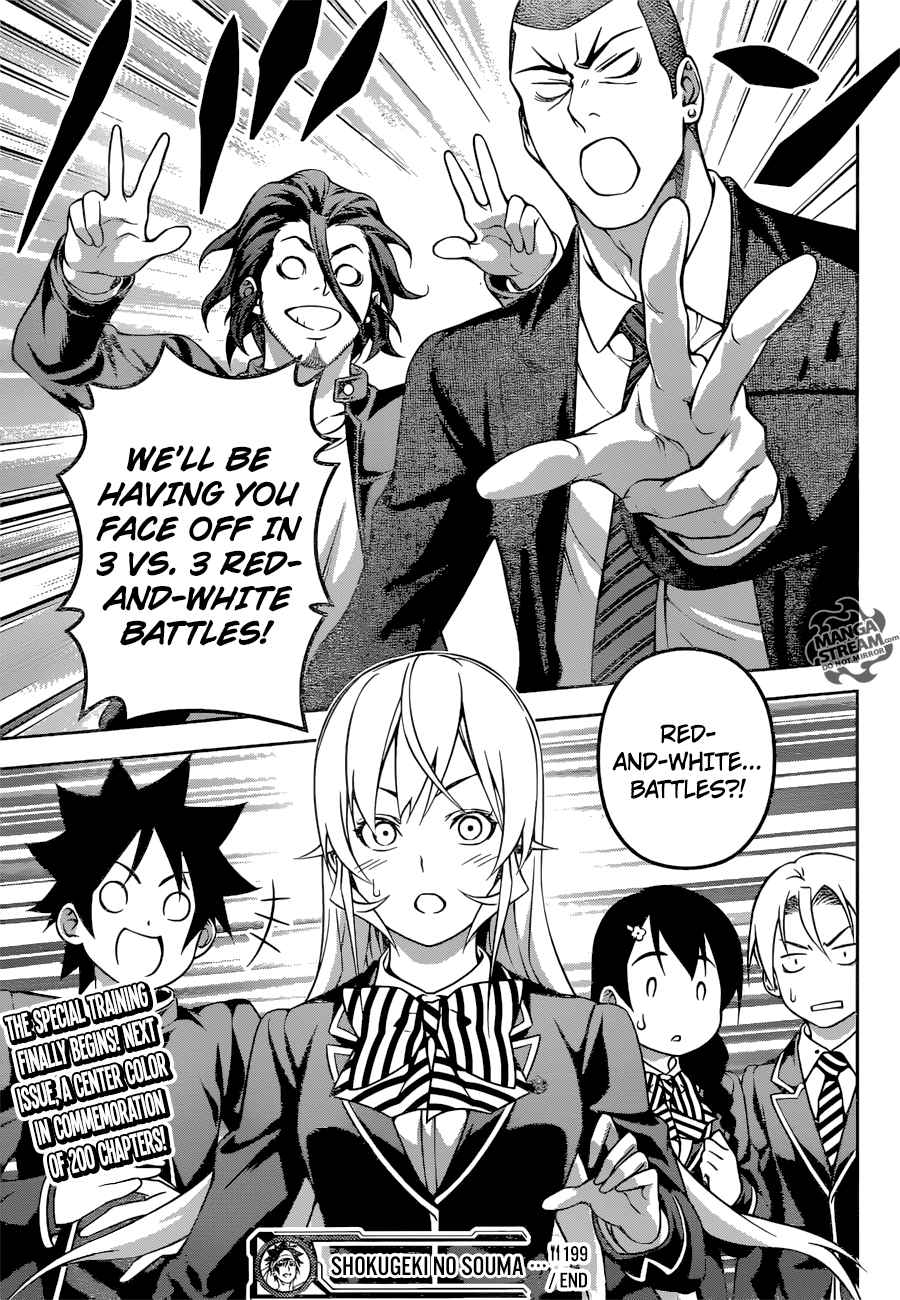 WE'LL BE
HAVING YOU
FACE OFF IN
3 VS. 3 RED-
AND-WHITE
BATTLES!
MANGA
STREAM.com
DO NOT MIRROR
RED-
AND-WHITE...
BATTLES?!
THE SPECIAL TRAINING
FINALLY BEGINS! NEXT
ISSUE, A CENTER COLOR
IN COMMEMORATION
OF 200 CHAPTERS!
SHOKUGEKI NO SOUMA ... 199
/ END